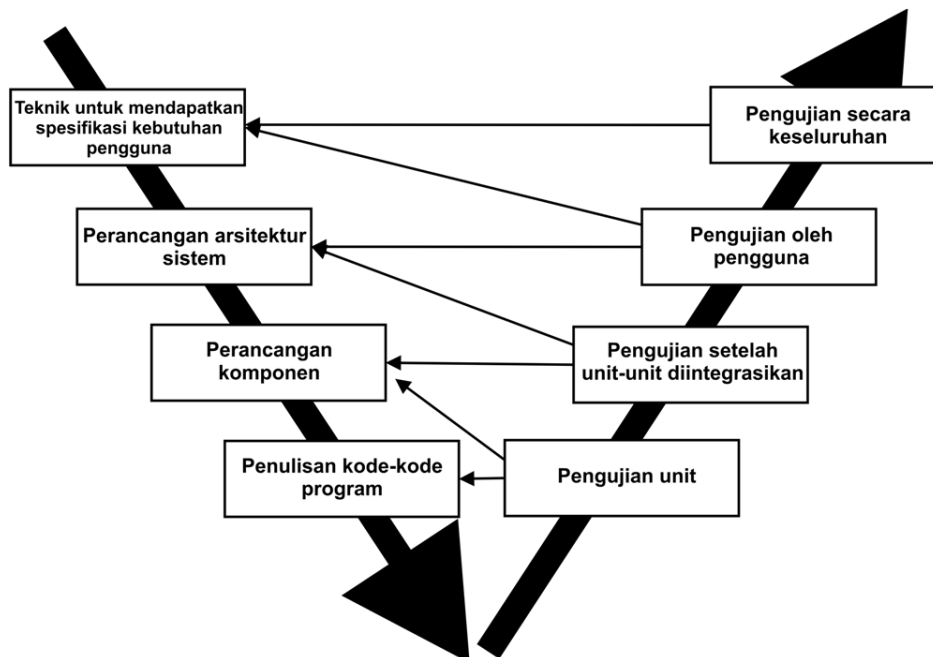 Teknik untuk mendapatkan
spesifikasi kebutuhan
pengguna
Pengujian secara
keseluruhan
Perancangan arsitektur
sistem
Pengujian oleh
pengguna
Perancangan
komponen
Pengujian setelah
unit-unit diintegrasikan
Penulisan kode-kode
program
Pengujian unit